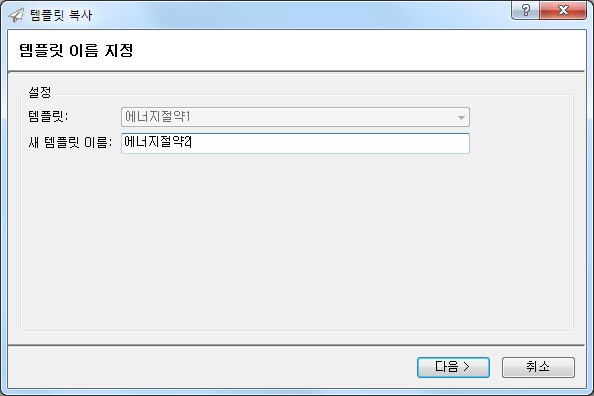 템플릿 복사
템플릿 이름 지정
설정
템플릿: 에너지절약1
새 템플릿 이름: 에너지절약2
다음 > 취소